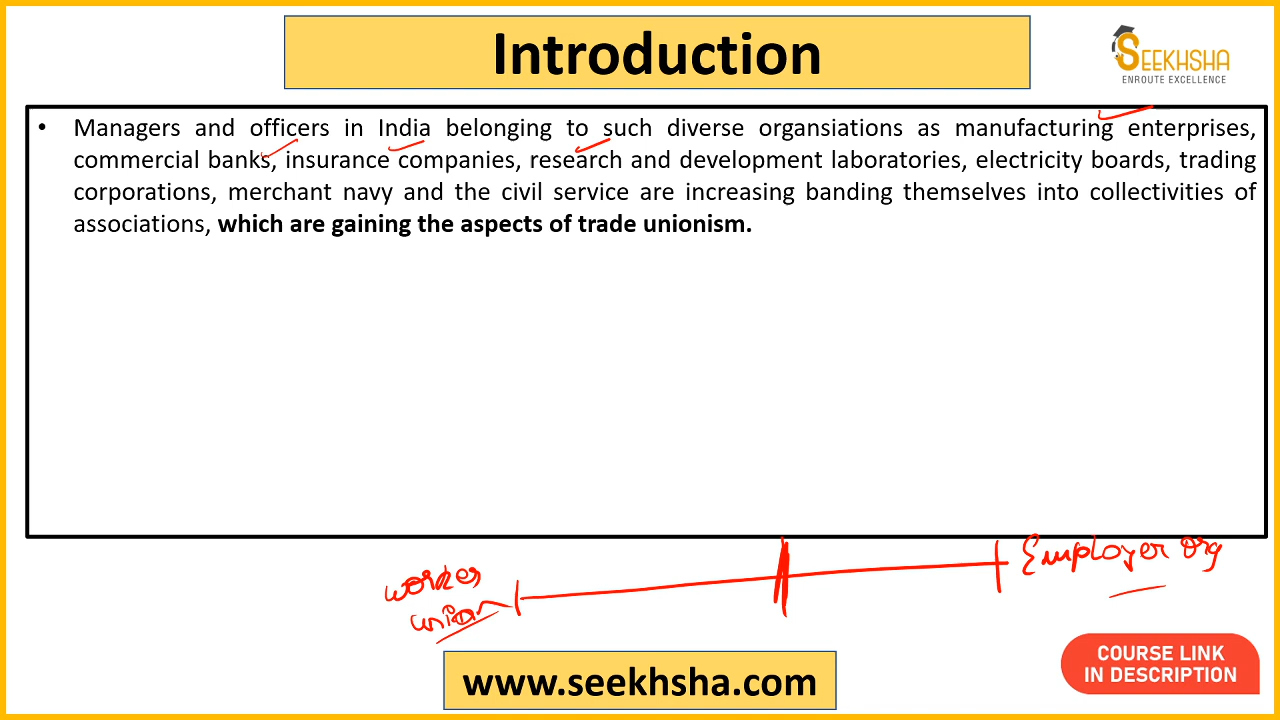 Introduction
SEEKHSHA
ENROUTE EXCELLENCE
• Managers and officers in India belonging to such diverse organsiations as manufacturing enterprises,
commercial banks, insurance companies, research and development laboratories, electricity boards, trading
corporations, merchant navy and the civil service are increasing banding themselves into collectivities of
associations, which are gaining the aspects of trade unionism.
worker
union
Employer org
COURSE LINK
IN DESCRIPTION
www.seekhsha.com